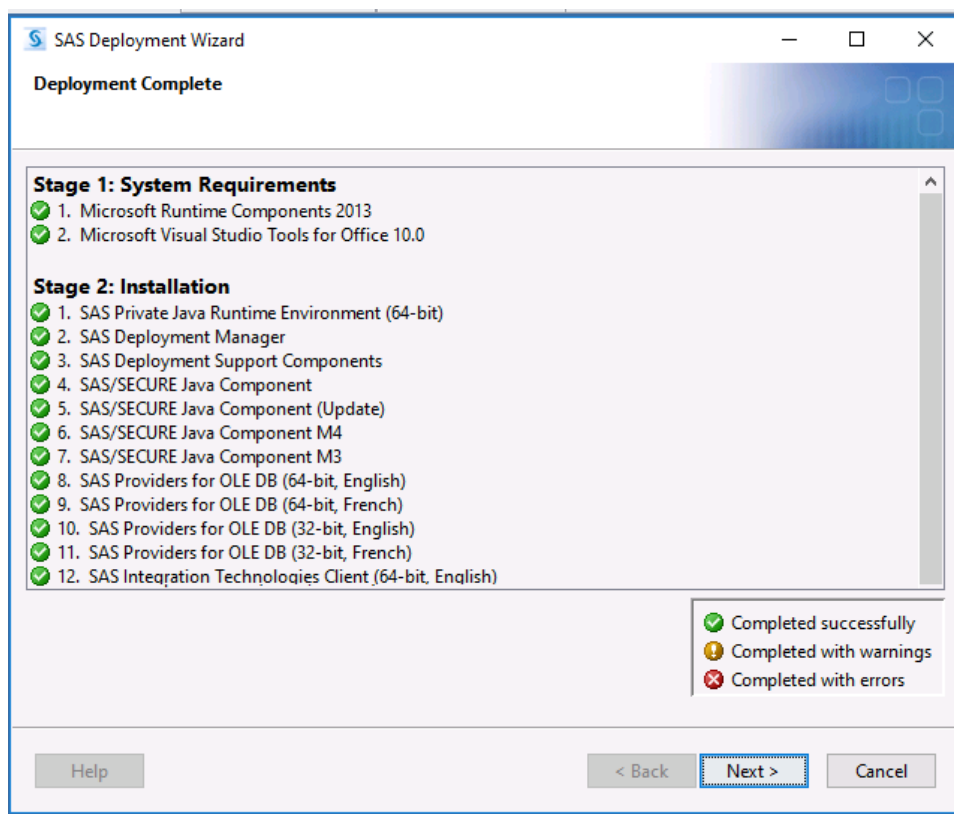 SAS Deployment Wizard
Deployment Complete
Stage 1: System Requirements
1. Microsoft Runtime Components 2013
2. Microsoft Visual Studio Tools for Office 10.0
Stage 2: Installation
1. SAS Private Java Runtime Environment (64-bit)
2. SAS Deployment Manager
3. SAS Deployment Support Components
4. SAS/SECURE Java Component
5. SAS/SECURE Java Component (Update)
6. SAS/SECURE Java Component M4
7. SAS/SECURE Java Component M3
8. SAS Providers for OLE DB (64-bit, English)
9. SAS Providers for OLE DB (64-bit, French)
10. SAS Providers for OLE DB (32-bit, English)
11. SAS Providers for OLE DB (32-bit, French)
12. SAS Integration Technologies Client (64-bit, English)
Completed successfully
Completed with warnings
Completed with errors
Help
< Back
Next >
Cancel